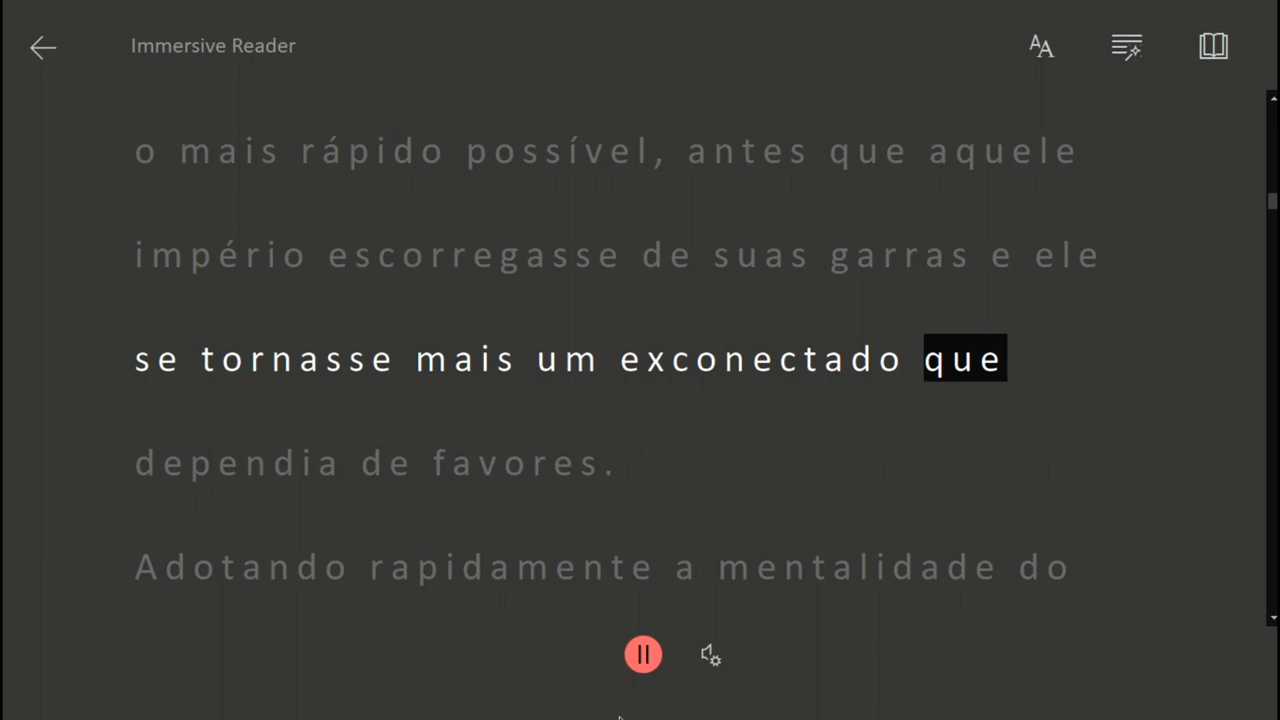 Immersive Reader
o mais rápido possível, antes que aquele
império escorregasse de suas garras e ele
se tornasse mais um exconectado que
dependia de favores.
Adotando rapidamente a mentalidade do